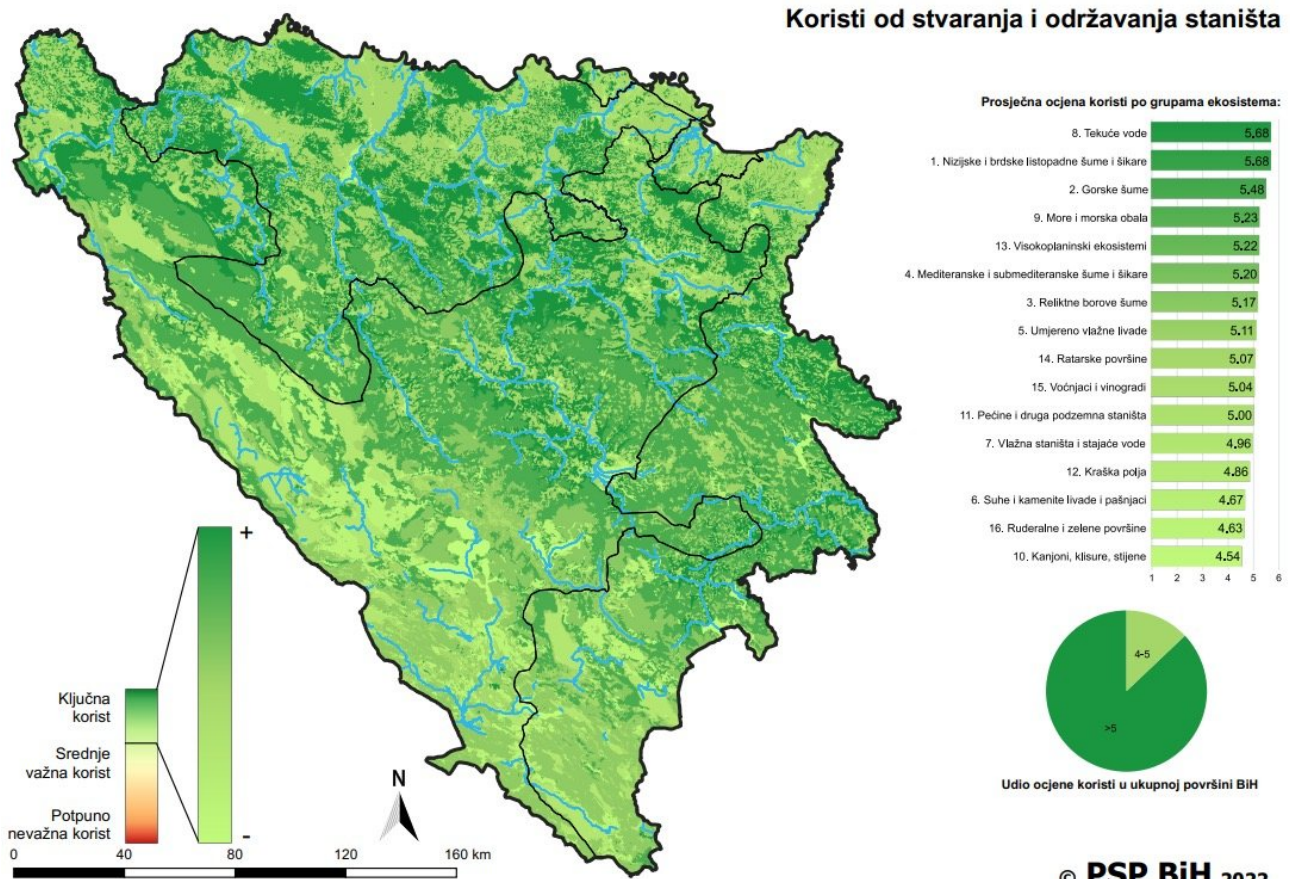 Koristi od stvaranja i održavanja staništa
Prosječna ocjena koristi po grupama ekosistema:
8. Tekuće vode 5,68
1. Nizijske i brdske listopadne šume i šikare 5,68
2. Gorske šume 5,48
9. More i morska obala 5,23
13. Visokoplaninski ekosistemi 5,22
4. Mediteranske i submediteranske šume i šikare 5,20
3. Reliktne borove šume 5,17
5. Umjereno vlažne livade 5,11
14. Ratarske površine 5,07
15. Voćnjaci i vinogradi 5,04
11. Pećine i druga podzemna staništa 5,00
7. Vlažna staništa i stajaće vode 4,96
12. Kraška polja 4,86
6. Suhe i kamenite livade i pašnjaci 4,67
16. Ruderalne i zelene površine 4,63
10. Kanjoni, klisure, stijene 4,54
1 2 3 4 5 6
4-5
>5
Udio ocjene koristi u ukupnoj površini BiH
+
Ključna
korist
Srednje
važna korist
Potpuno
nevažna korist
-
N
0 40 80 120 160 km
© PSP BiH 2022